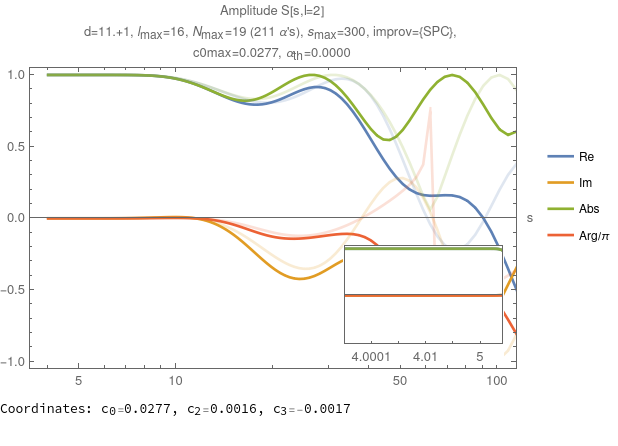 Amplitude S[s,l=2]
d=11.+1, lmax=16, Nmax=19 (211 α's), smax=300, improv={SPC},
c0max=0.0277, αth=0.0000
1.0
0.5
0.0
−0.5
−1.0
s
Re
Im
Abs
Arg/π
4.0001 4.01 5
5 10 50 100
Coordinates: c0=0.0277, c2=0.0016, c3=−0.0017